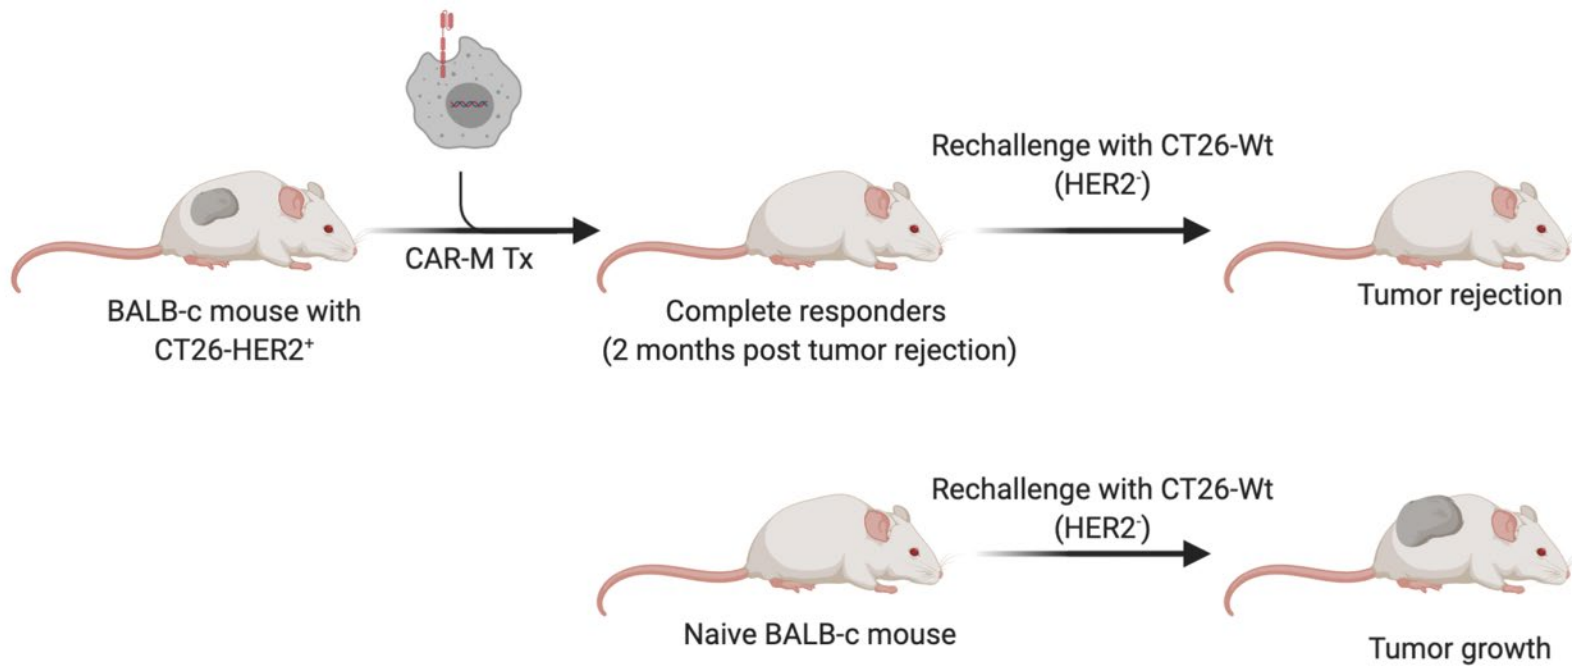 Rechallenge with CT26-Wt
(HER2⁻)
CAR-M Tx
BALB-c mouse with
CT26-HER2⁺
Complete responders
(2 months post tumor rejection)
Tumor rejection
Rechallenge with CT26-Wt
(HER2⁻)
Naive BALB-c mouse
Tumor growth